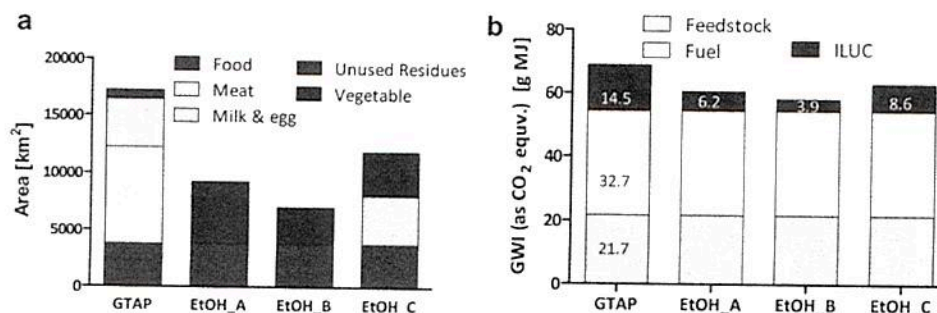 a
20000
15000
10000
5000
0
Area [km²]
Food
Meat
Milk & egg
Unused Residues
Vegetable
GTAP
EtOH_A
EtOH_B
EtOH_C
b
80
60
40
20
0
GWI (as CO₂ equv.) [g MJ]
Feedstock
Fuel
ILUC
14.5
6.2
3.9
8.6
32.7
21.7
GTAP
EtOH_A
EtOH_B
EtOH_C